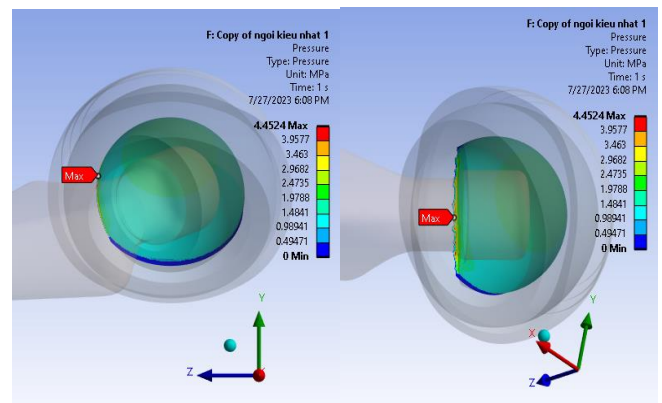 F: Copy of ngoi kieu nhat 1
Pressure
Type: Pressure
Unit: MPa
Time: 1 s
7/27/2023 6:08 PM
4.4524 Max
3.9577
3.463
2.9682
2.4735
1.9788
1.4841
0.98941
0.49471
0 Min
Max
Y
Z
F: Copy of ngoi kieu nhat 1
Pressure
Type: Pressure
Unit: MPa
Time: 1 s
7/27/2023 6:08 PM
4.4524 Max
3.9577
3.463
2.9682
2.4735
1.9788
1.4841
0.98941
0.49471
0 Min
Max
Y
X
Z